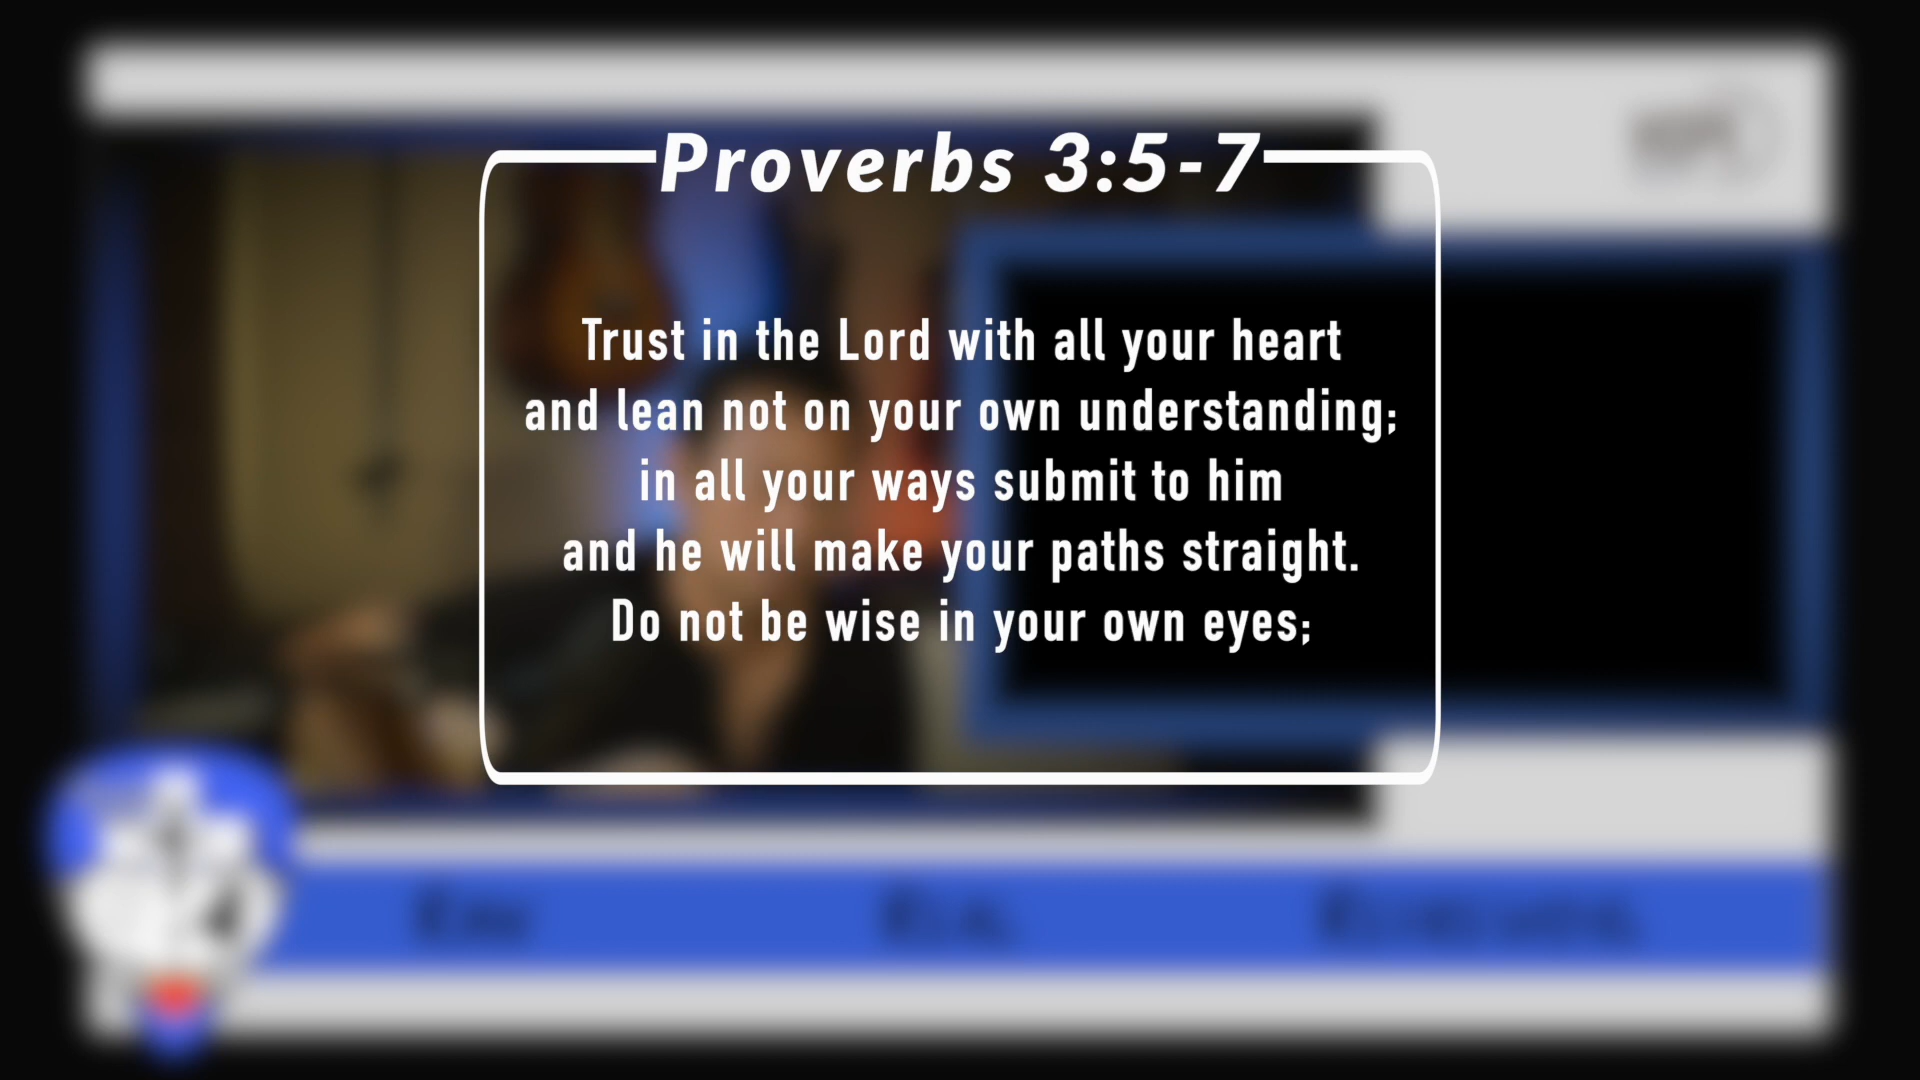 Proverbs 3:5-7
Trust in the Lord with all your heart
and lean not on your own understanding;
in all your ways submit to him
and he will make your paths straight.
Do not be wise in your own eyes;